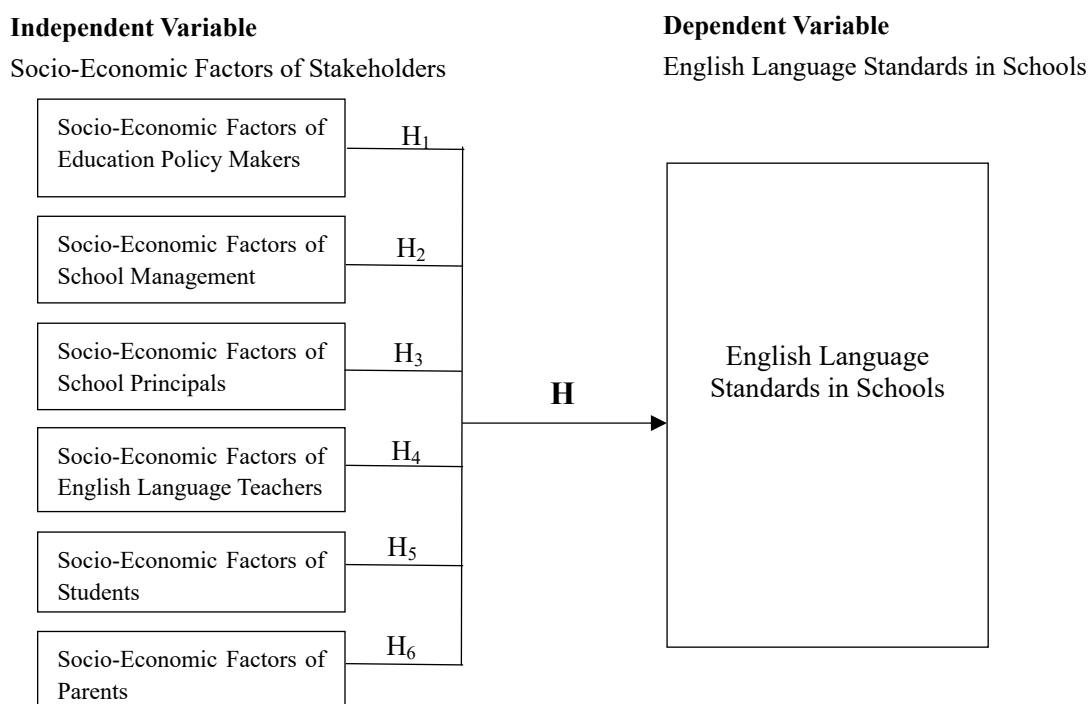 Independent Variable
Socio-Economic Factors of Stakeholders
Dependent Variable
English Language Standards in Schools
Socio-Economic Factors of
Education Policy Makers
H₁
Socio-Economic Factors of
School Management
H₂
Socio-Economic Factors of
School Principals
H₃
Socio-Economic Factors of
English Language Teachers
H₄
Socio-Economic Factors of
Students
H₅
Socio-Economic Factors of
Parents
H₆
H
English Language
Standards in Schools